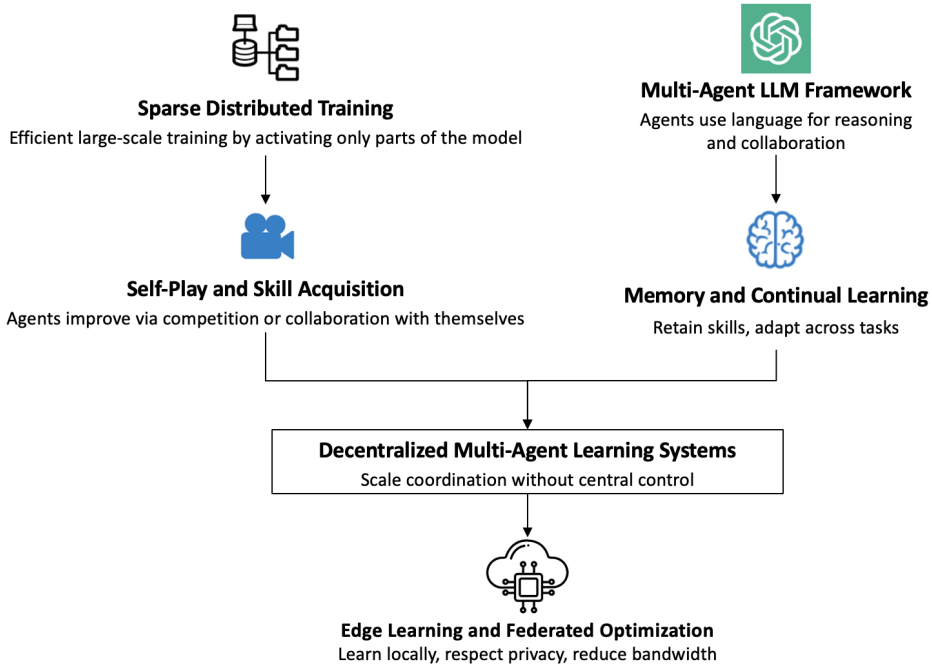 Sparse Distributed Training
Efficient large-scale training by activating only parts of the model
Multi-Agent LLM Framework
Agents use language for reasoning
and collaboration
Self-Play and Skill Acquisition
Agents improve via competition or collaboration with themselves
Memory and Continual Learning
Retain skills, adapt across tasks
Decentralized Multi-Agent Learning Systems
Scale coordination without central control
Edge Learning and Federated Optimization
Learn locally, respect privacy, reduce bandwidth